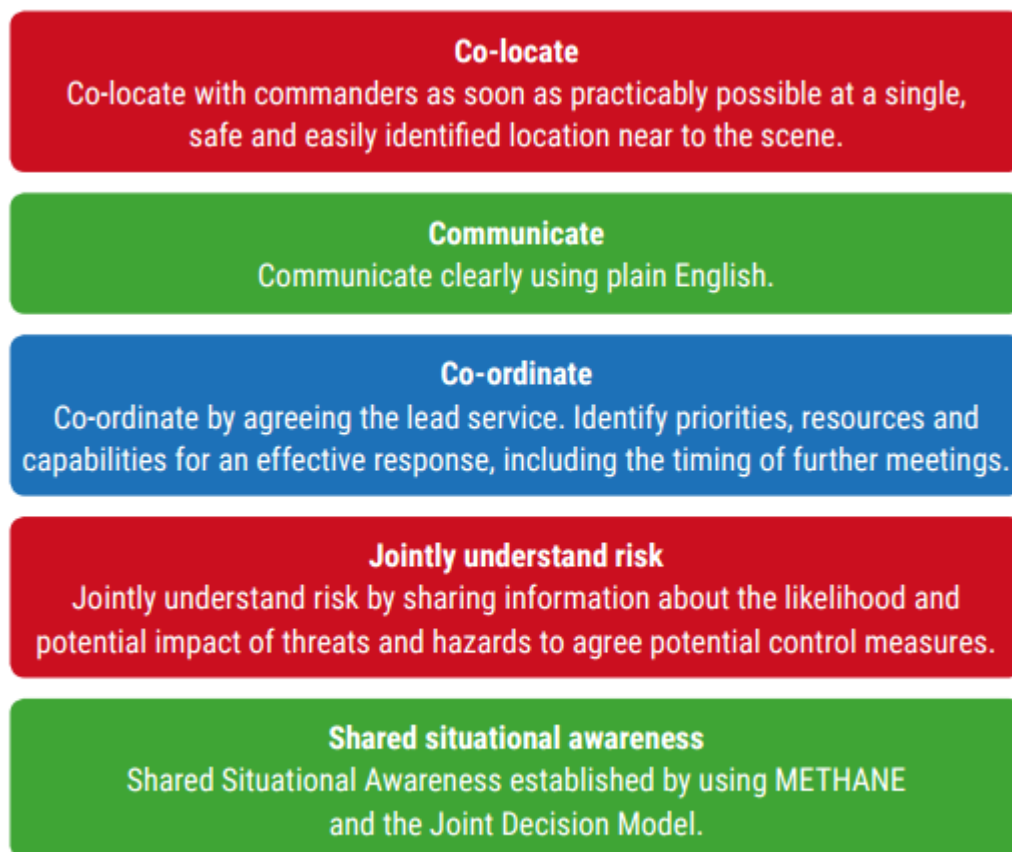 Co-locate
Co-locate with commanders as soon as practicably possible at a single,
safe and easily identified location near to the scene.
Communicate
Communicate clearly using plain English.
Co-ordinate
Co-ordinate by agreeing the lead service. Identify priorities, resources and
capabilities for an effective response, including the timing of further meetings.
Jointly understand risk
Jointly understand risk by sharing information about the likelihood and
potential impact of threats and hazards to agree potential control measures.
Shared situational awareness
Shared Situational Awareness established by using METHANE
and the Joint Decision Model.